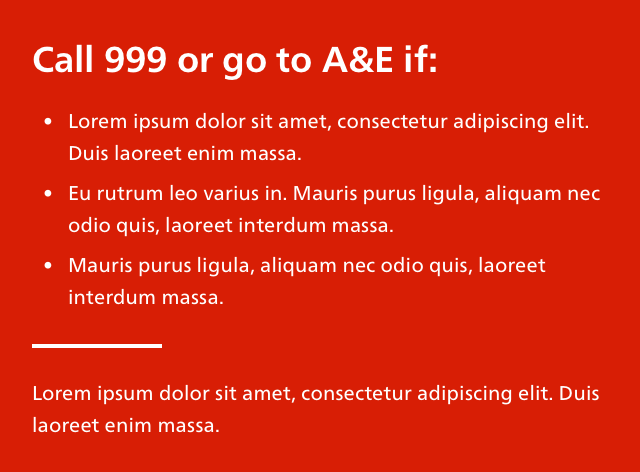 Call 999 or go to A&E if:
• Lorem ipsum dolor sit amet, consectetur adipiscing elit.
Duis laoreet enim massa.
• Eu rutrum leo varius in. Mauris purus ligula, aliquam nec
odio quis, laoreet interdum massa.
• Mauris purus ligula, aliquam nec odio quis, laoreet
interdum massa.
Lorem ipsum dolor sit amet, consectetur adipiscing elit. Duis
laoreet enim massa.